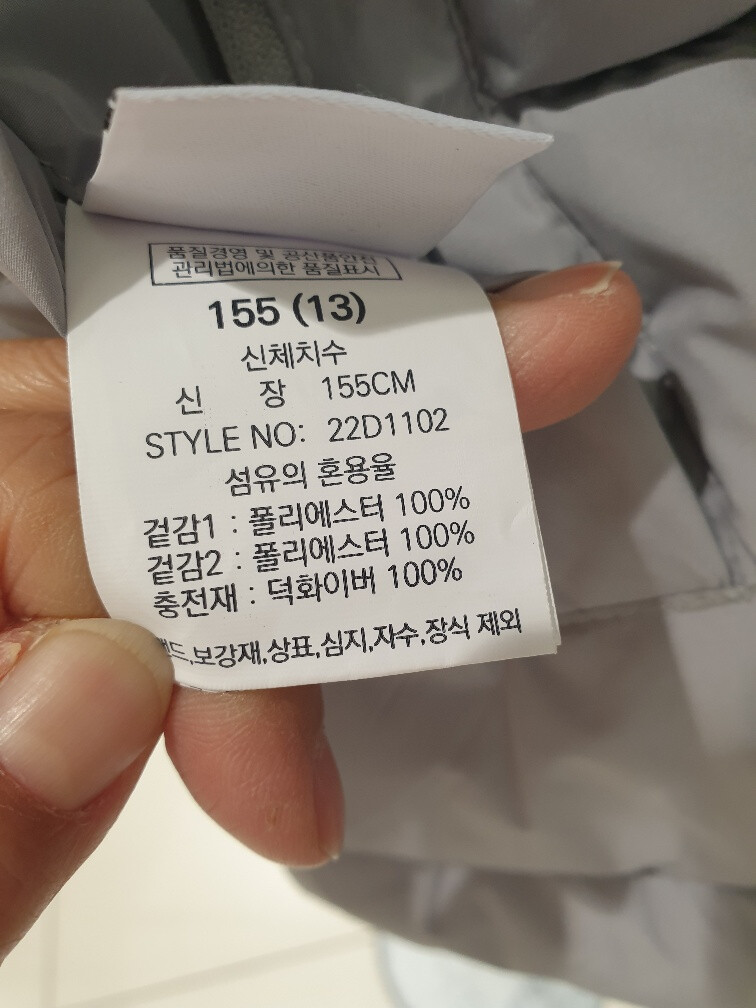 품질경영 및 공산품안전
관리법에의한 품질표시
155 (13)
신체치수
신 장 155CM
STYLE NO: 22D1102
섬유의 혼용율
겉감1 : 폴리에스터 100%
겉감2 : 폴리에스터 100%
충전재 : 덕화이버 100%
보강재,상표,심지,자수,장식 제외